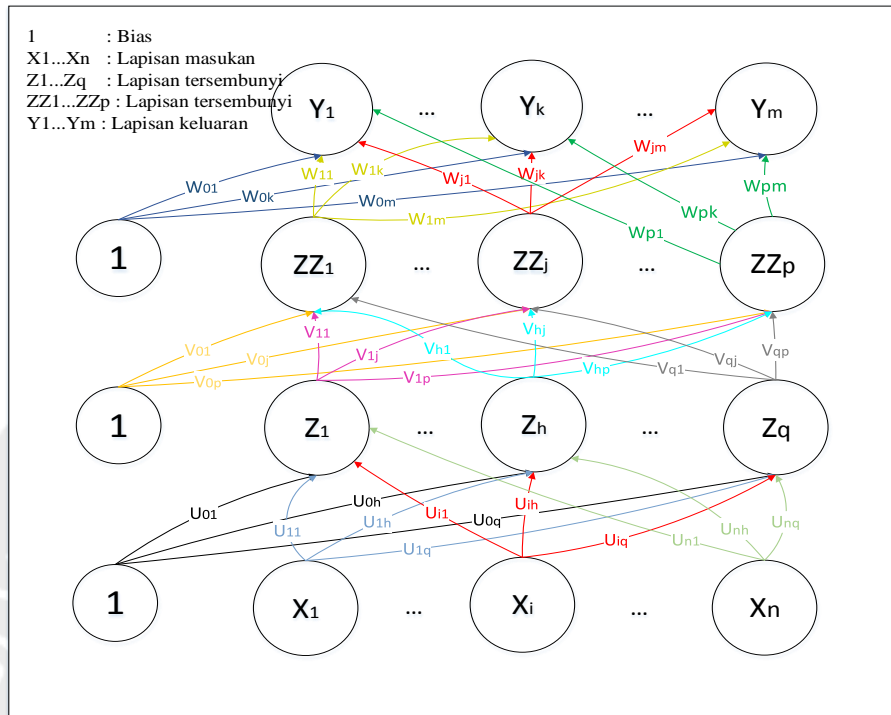 1 : Bias
X1...Xn : Lapisan masukan
Z1...Zq : Lapisan tersembunyi
ZZ1...ZZp : Lapisan tersembunyi
Y1...Ym : Lapisan keluaran
Y1 ... Yk ... Ym
W01 W0k W0m W11 W1k W1m Wj1 Wjk Wjm Wp1 Wpk Wpm
1 ZZ1 ... ZZj ... ZZp
V01 V0j V0p V11 V1j V1p Vh1 Vhj Vhp Vq1 Vqj Vqp
1 Z1 ... Zh ... Zq
U01 U0h U0q U11 U1h U1q Ui1 Uih Uiq Un1 Unh Unq
1 X1 ... Xi ... Xn